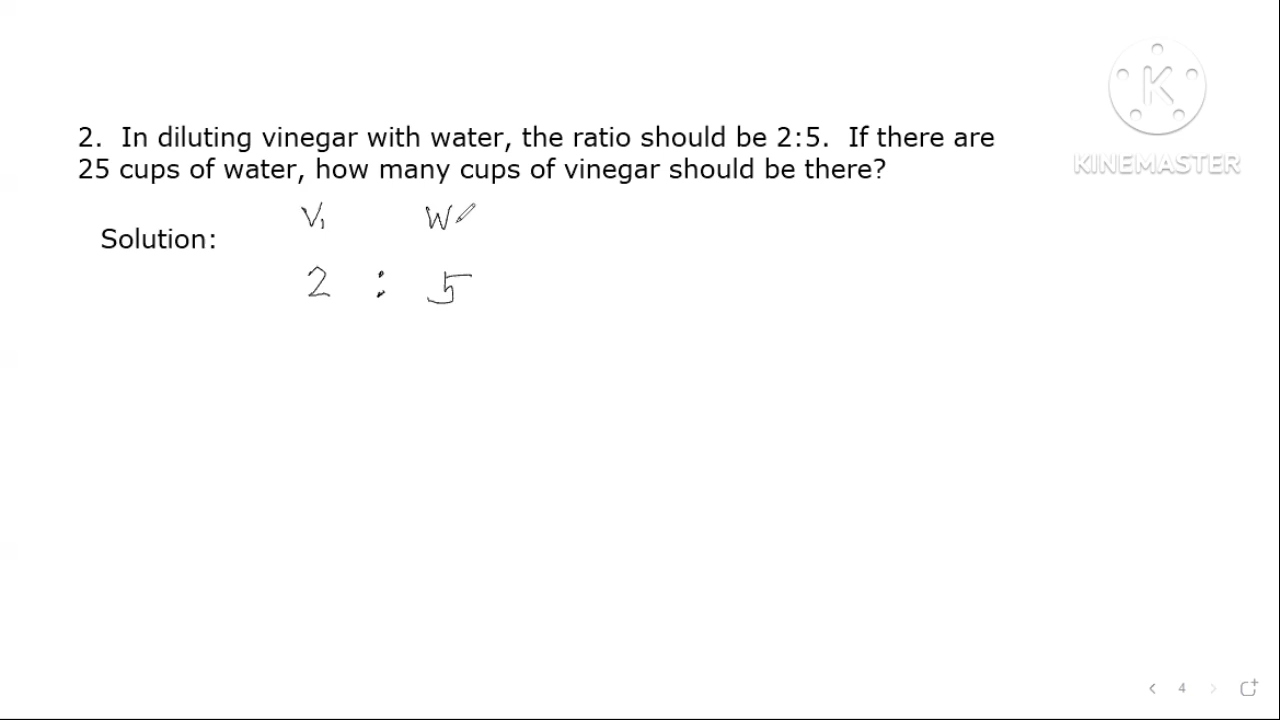 2. In diluting vinegar with water, the ratio should be 2:5. If there are
25 cups of water, how many cups of vinegar should be there?
V, W
Solution:
2 : 5
KINEMASTER
4